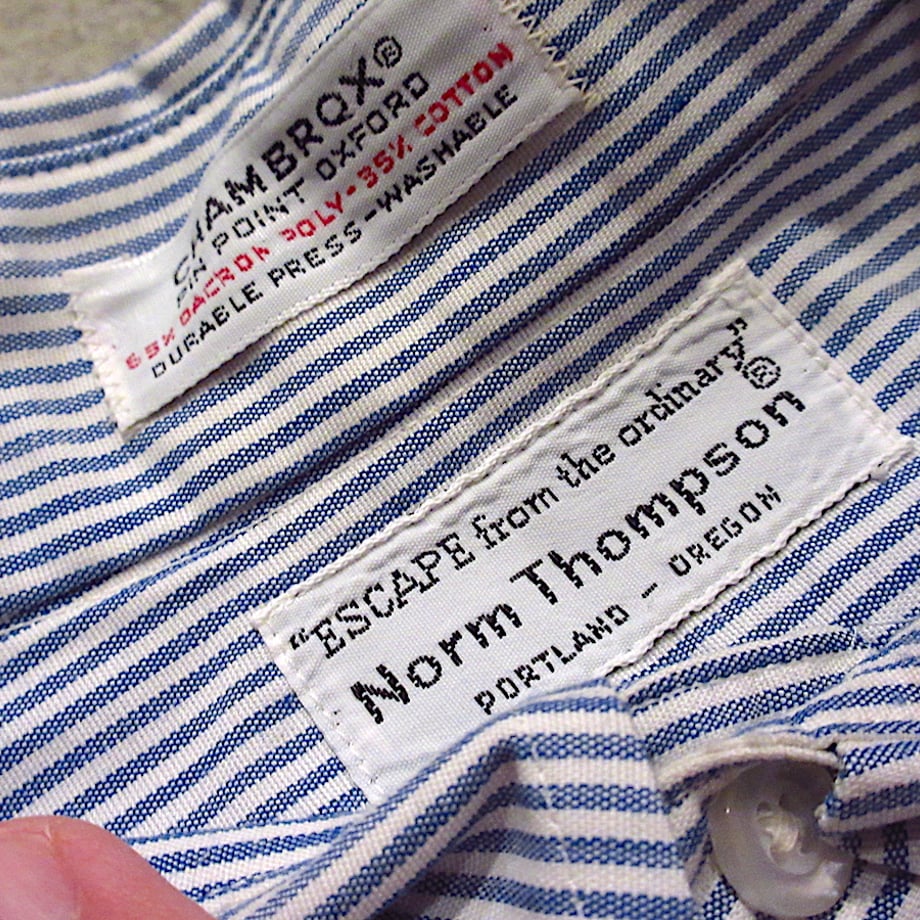 CHAMBROX®
PIN POINT OXFORD
65% DACRON POLY-35% COTTON
DURABLE PRESS-WASHABLE
"ESCAPE from the ordinary"®
Norm Thompson
PORTLAND - OREGON